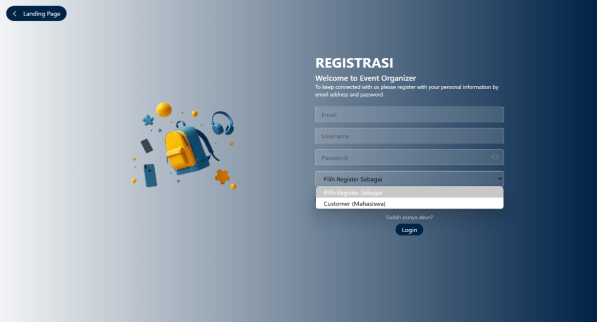 Landing Page
REGISTRASI
Welcome to Event Organizer
To keep connected with us please register with your personal information by
email address and password
Email
Username
Password
Pilih Register Sebagai
Pilih Register Sebagai
Customer (Mahasiswa)
Sudah punya akun?
Login